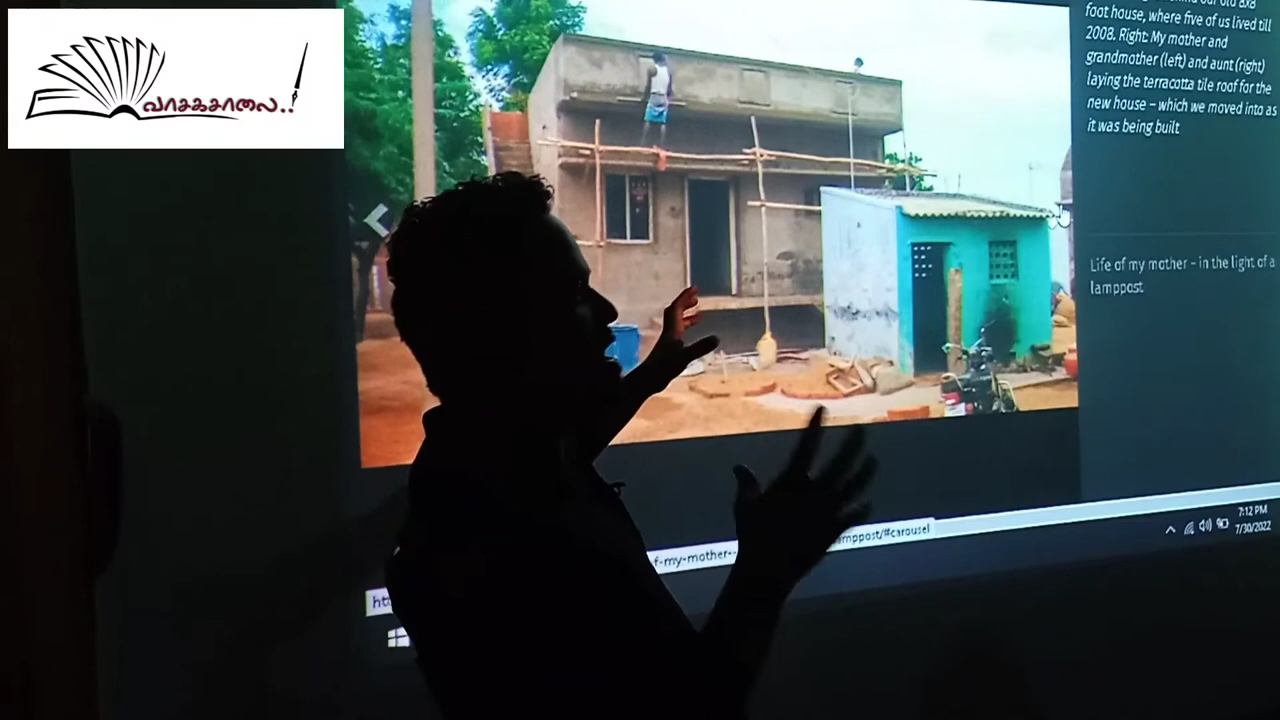 வாசகசாலை..!
foot house, where five of us lived till
2008. Right: My mother and
grandmother (left) and aunt (right)
laying the terracotta tile roof for the
new house – which we moved into as
it was being built
Life of my mother – in the light of a
lamppost
f-my-mother-
mppost/#carousel
7:12 PM
7/30/2022